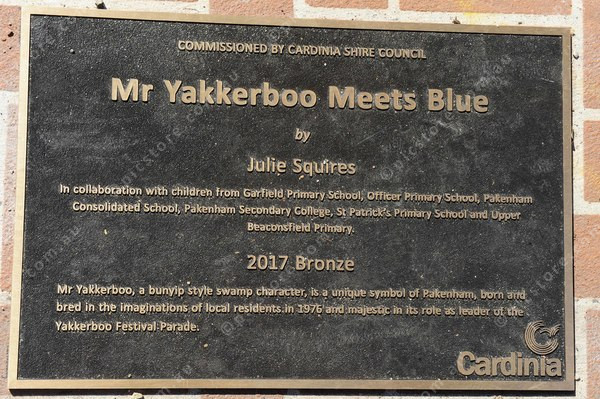 COMMISSIONED BY CARDINIA SHIRE COUNCIL
Mr Yakkerboo Meets Blue
by
Julie Squires
In collaboration with children from Garfield Primary School, Officer Primary School, Pakenham
Consolidated School, Pakenham Secondary College, St Patrick's Primary School and Upper
Beaconsfield Primary.
2017 Bronze
Mr Yakkerboo, a bunyip style swamp character, is a unique symbol of Pakenham, born and
bred in the imaginations of local residents in 1976 and majestic in its role as leader of the
Yakkerboo Festival Parade.
Cardinia